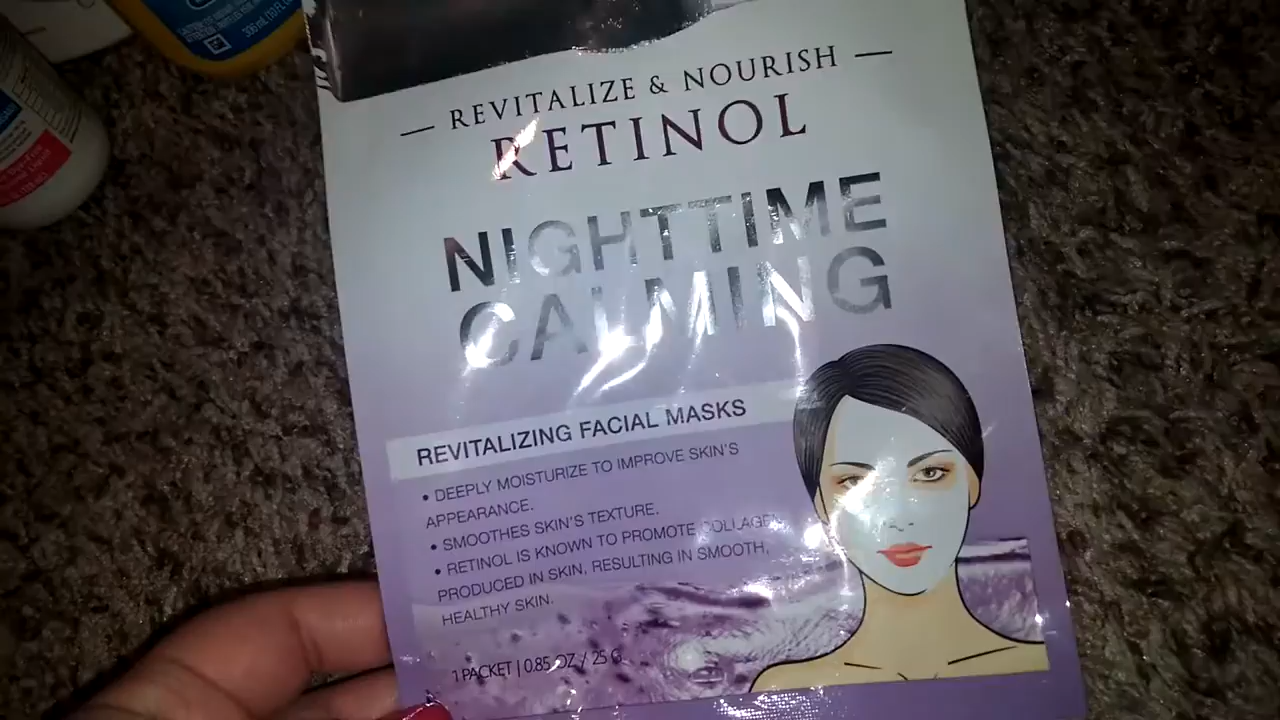 — REVITALIZE & NOURISH —
RETINOL
NIGHTTIME
CALMING
REVITALIZING FACIAL MASKS
• DEEPLY MOISTURIZE TO IMPROVE SKIN'S
APPEARANCE.
• SMOOTHES SKIN'S TEXTURE.
• RETINOL IS KNOWN TO PROMOTE COLLAGEN
PRODUCED IN SKIN, RESULTING IN SMOOTH,
HEALTHY SKIN.
1 PACKET | 0.85 OZ / 25 G